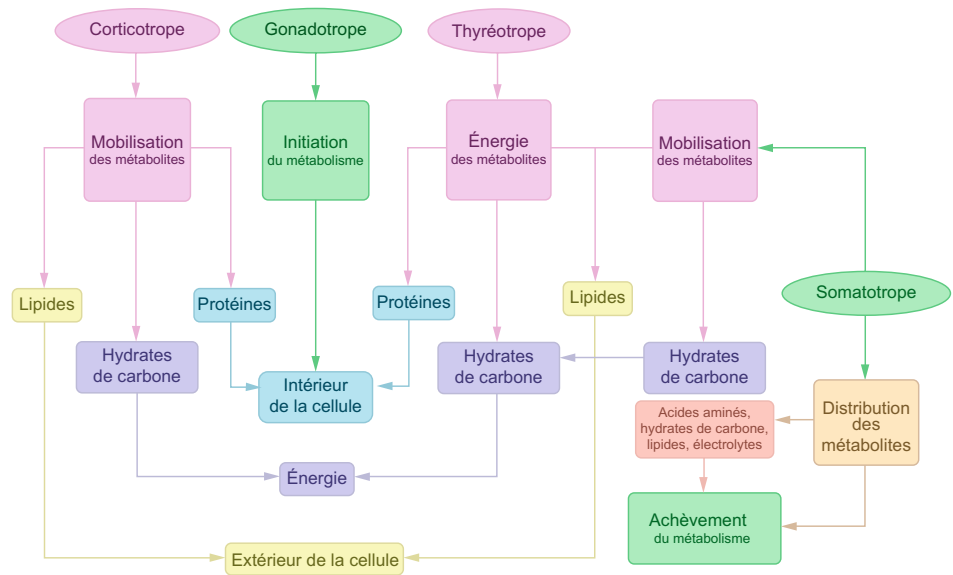 Corticotrope
Gonadotrope
Thyréotrope
Mobilisation
des métabolites
Initiation
du métabolisme
Énergie
des métabolites
Mobilisation
des métabolites
Lipides
Protéines
Protéines
Lipides
Somatotrope
Hydrates
de carbone
Intérieur
de la cellule
Hydrates
de carbone
Hydrates
de carbone
Acides aminés,
hydrates de carbone,
lipides, électrolytes
Distribution
des
métabolites
Énergie
Achèvement
du métabolisme
Extérieur de la cellule